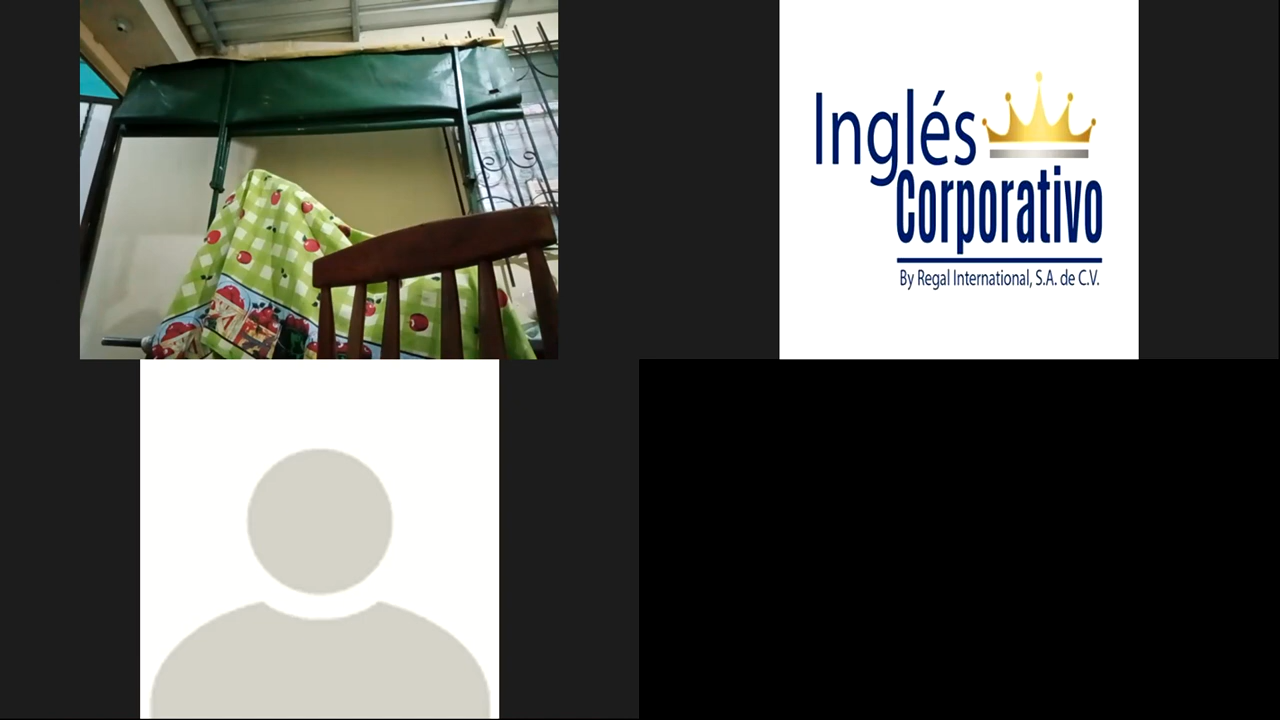 Inglés
Corporativo
By Regal International, S.A. de C.V.